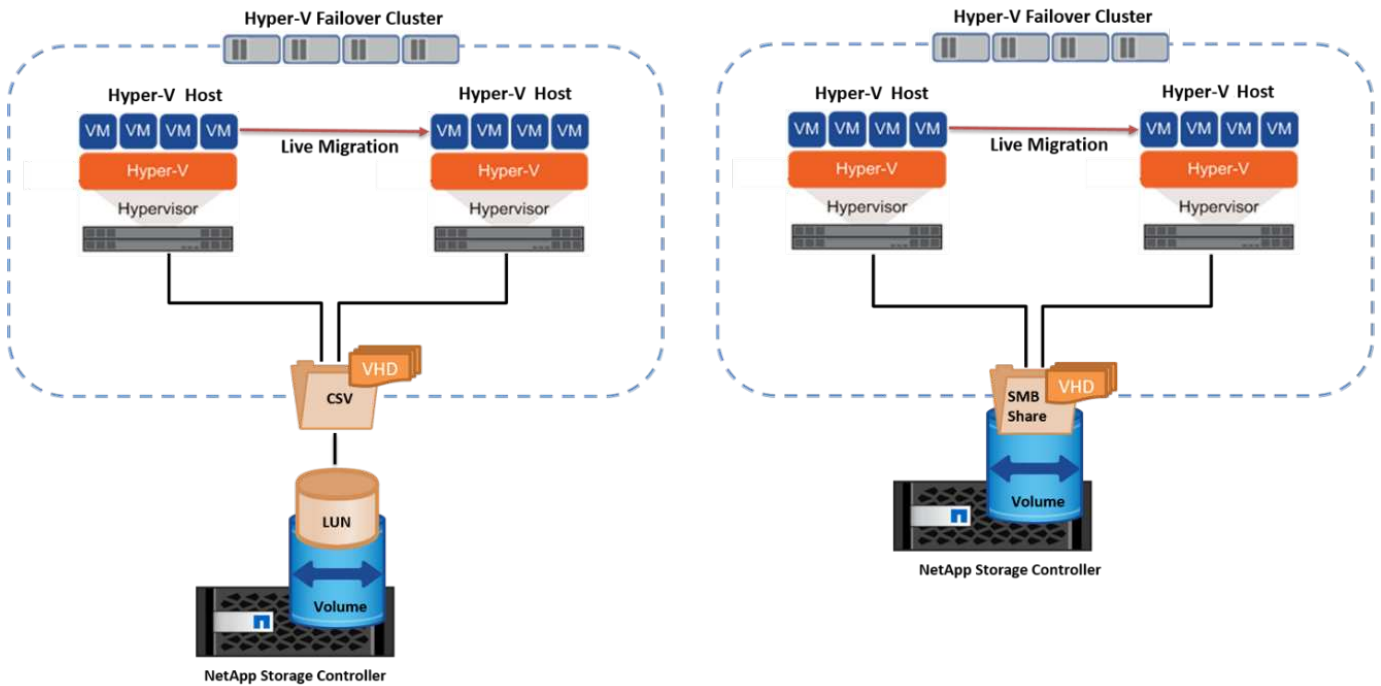 Hyper-V Failover Cluster
Hyper-V Host
Hyper-V Host
VM VM VM VM
VM VM VM VM
Live Migration
Hyper-V
Hyper-V
Hypervisor
Hypervisor
VHD
CSV
LUN
Volume
NetApp Storage Controller
Hyper-V Failover Cluster
Hyper-V Host
Hyper-V Host
VM VM VM VM
VM VM VM VM
Live Migration
Hyper-V
Hyper-V
Hypervisor
Hypervisor
VHD
SMB
Share
Volume
NetApp Storage Controller